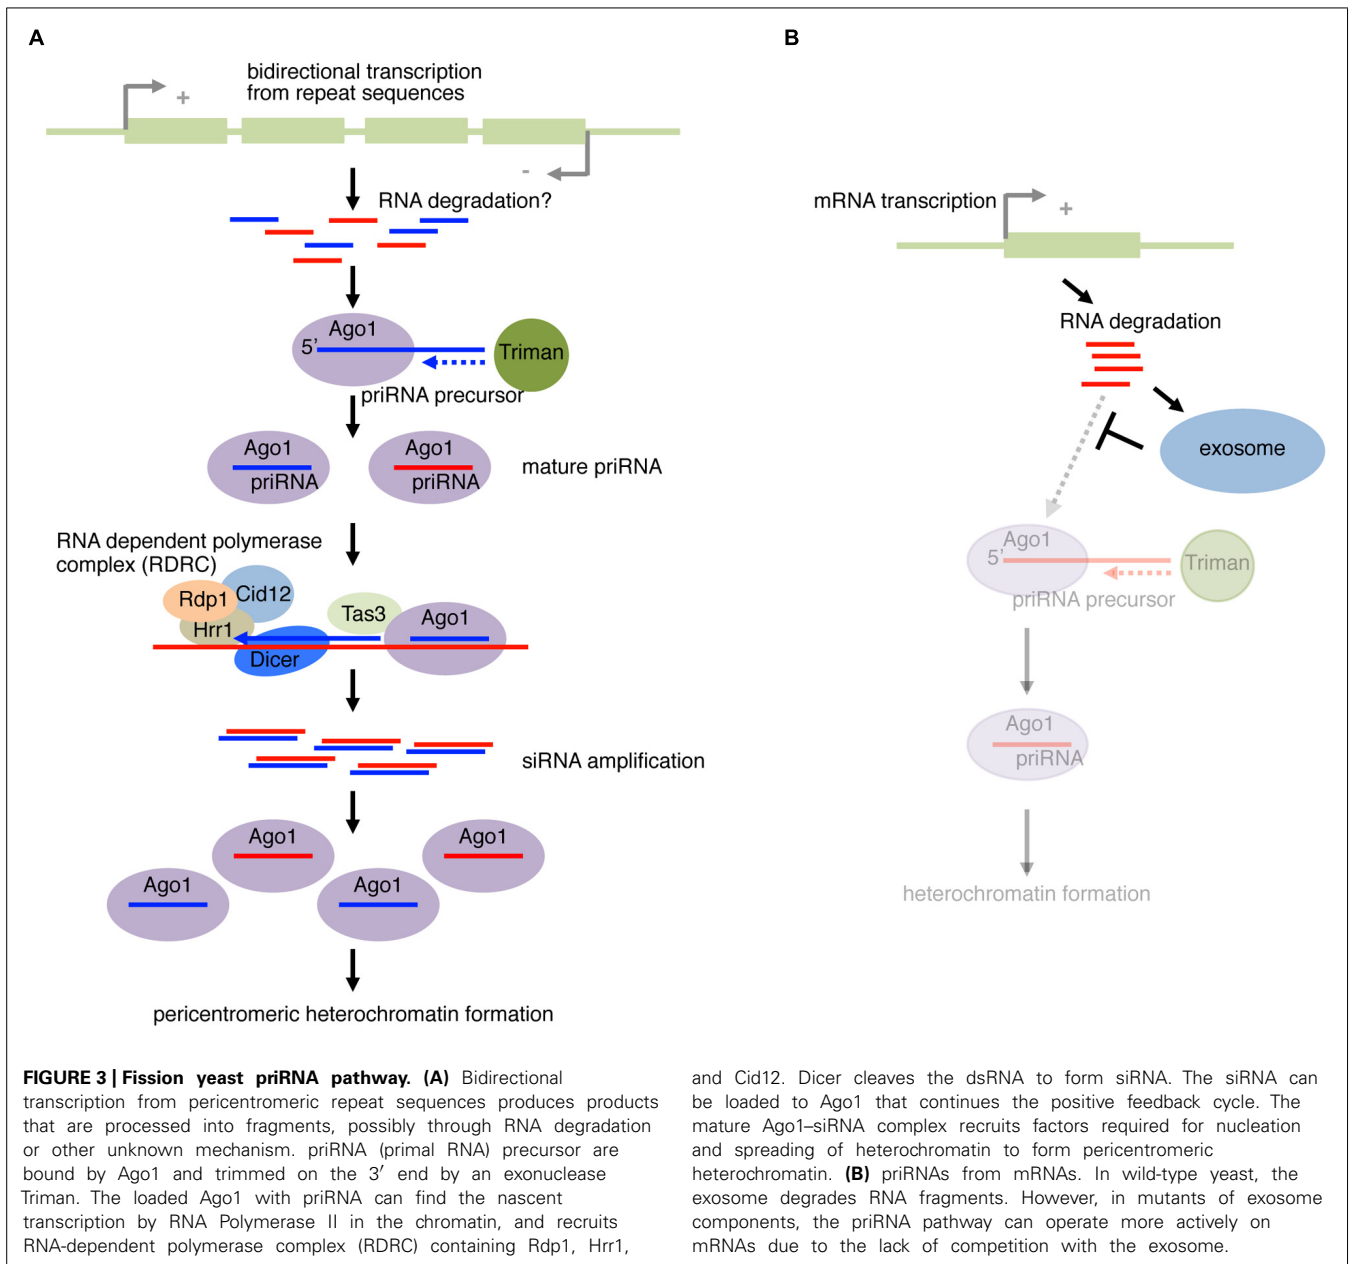 A
bidirectional transcription
from repeat sequences
+
-
RNA degradation?
Ago1
5’
Triman
priRNA precursor
Ago1
priRNA
Ago1
priRNA
mature priRNA
RNA dependent polymerase
complex (RDRC)
Rdp1
Cid12
Hrr1
Dicer
Tas3
Ago1
siRNA amplification
Ago1
Ago1
Ago1
Ago1
pericentromeric heterochromatin formation
B
mRNA transcription
+
RNA degradation
exosome
Ago1
5’
Triman
priRNA precursor
Ago1
priRNA
heterochromatin formation
FIGURE 3 | Fission yeast priRNA pathway. (A) Bidirectional
transcription from pericentromeric repeat sequences produces products
that are processed into fragments, possibly through RNA degradation
or other unknown mechanism. priRNA (primal RNA) precursor are
bound by Ago1 and trimmed on the 3′ end by an exonuclease
Triman. The loaded Ago1 with priRNA can find the nascent
transcription by RNA Polymerase II in the chromatin, and recruits
RNA-dependent polymerase complex (RDRC) containing Rdp1, Hrr1,
and Cid12. Dicer cleaves the dsRNA to form siRNA. The siRNA can
be loaded to Ago1 that continues the positive feedback cycle. The
mature Ago1–siRNA complex recruits factors required for nucleation
and spreading of heterochromatin to form pericentromeric
heterochromatin. (B) priRNAs from mRNAs. In wild-type yeast, the
exosome degrades RNA fragments. However, in mutants of exosome
components, the priRNA pathway can operate more actively on
mRNAs due to the lack of competition with the exosome.